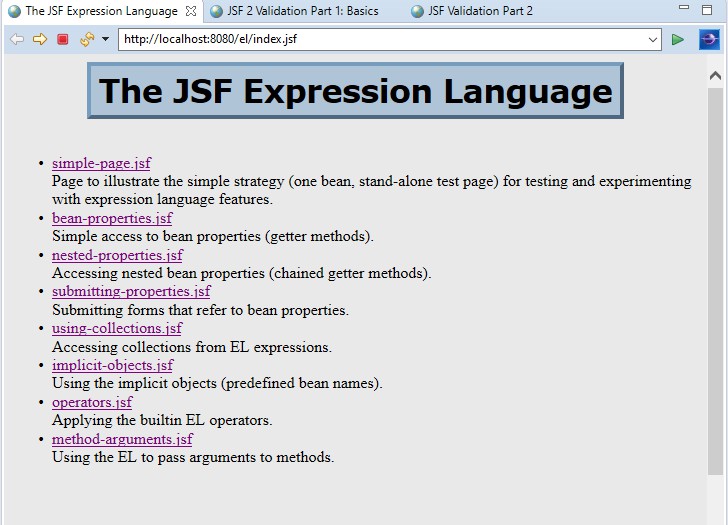 The JSF Expression Language
JSF 2 Validation Part 1: Basics
JSF Validation Part 2
http://localhost:8080/el/index.jsf
The JSF Expression Language
• simple-page.jsf
Page to illustrate the simple strategy (one bean, stand-alone test page) for testing and experimenting
with expression language features.
• bean-properties.jsf
Simple access to bean properties (getter methods).
• nested-properties.jsf
Accessing nested bean properties (chained getter methods).
• submitting-properties.jsf
Submitting forms that refer to bean properties.
• using-collections.jsf
Accessing collections from EL expressions.
• implicit-objects.jsf
Using the implicit objects (predefined bean names).
• operators.jsf
Applying the builtin EL operators.
• method-arguments.jsf
Using the EL to pass arguments to methods.